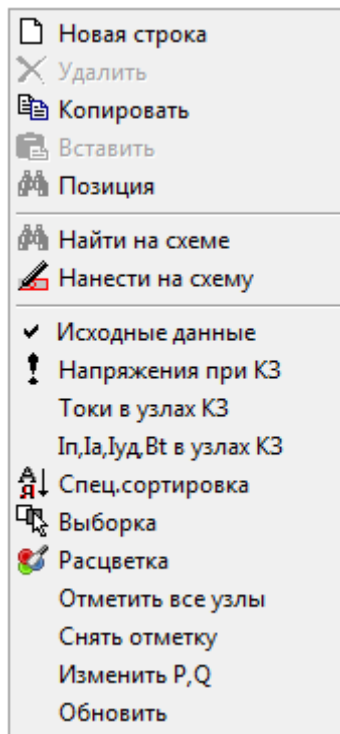 Новая строка
Удалить
Копировать
Вставить
Позиция
Найти на схеме
Нанести на схему
Исходные данные
Напряжения при КЗ
Токи в узлах КЗ
Iп,Iа,Iуд,Bt в узлах КЗ
Спец.сортировка
Выборка
Расцветка
Отметить все узлы
Снять отметку
Изменить P,Q
Обновить